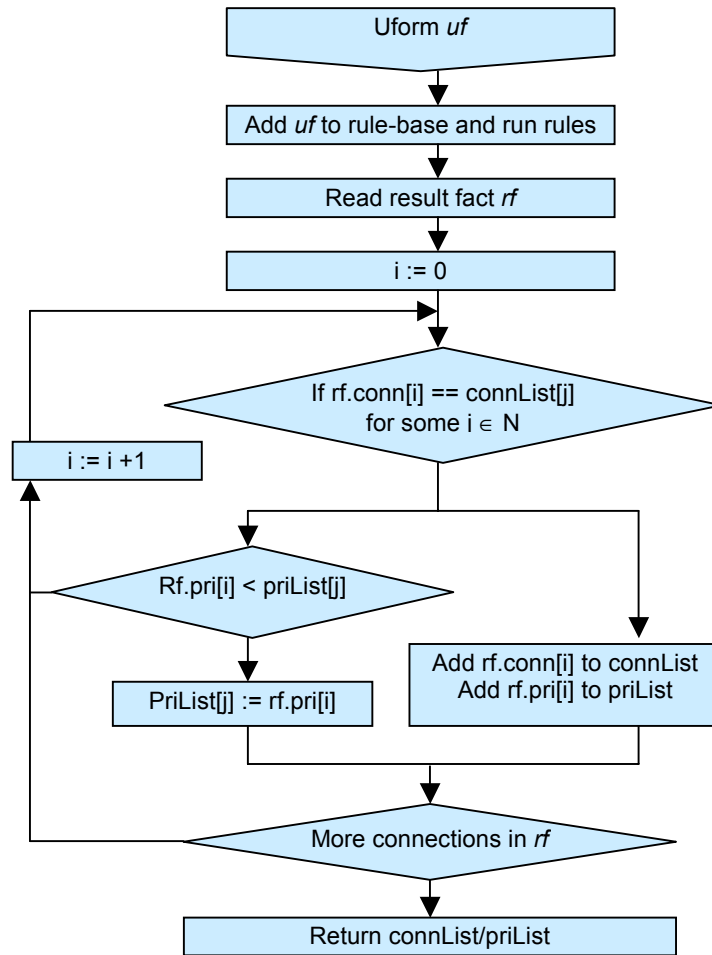 Uform uf
Add uf to rule-base and run rules
Read result fact rf
i := 0
If rf.conn[i] == connList[j]
for some i ∈ N
i := i +1
Rf.pri[i] < priList[j]
Add rf.conn[i] to connList
Add rf.pri[i] to priList
PriList[j] := rf.pri[i]
More connections in rf
Return connList/priList